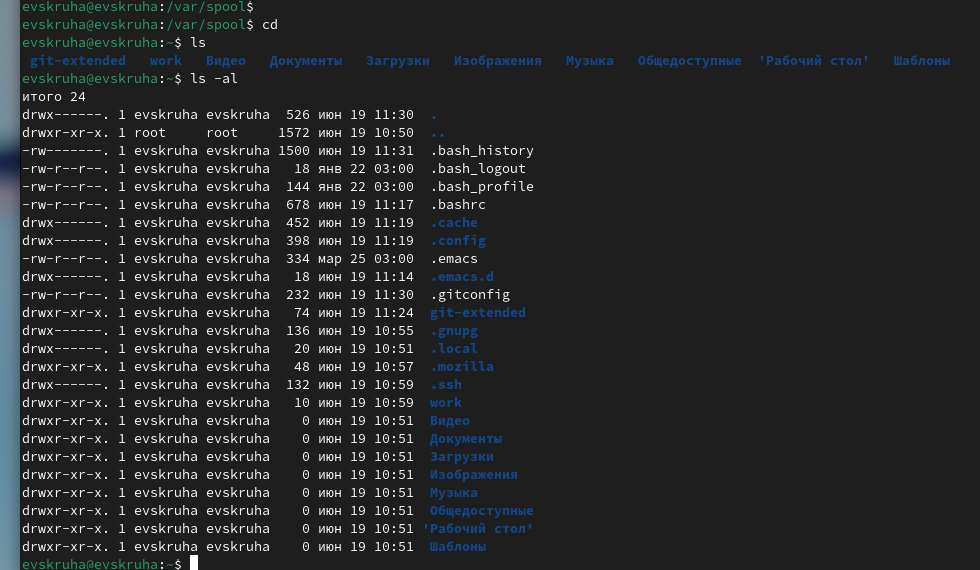 evskruha@evskruha:/var/spool$
evskruha@evskruha:/var/spool$ cd
evskruha@evskruha:~$ ls
git-extended work Видео Документы Загрузки Изображения Музыка Общедоступные 'Рабочий стол' Шаблоны
evskruha@evskruha:~$ ls -al
итого 24
drwx------. 1 evskruha evskruha 526 июн 19 11:30 .
drwxr-xr-x. 1 root root 1572 июн 19 10:50 ..
-rw-------. 1 evskruha evskruha 1500 июн 19 11:31 .bash_history
-rw-r--r--. 1 evskruha evskruha 18 янв 22 03:00 .bash_logout
-rw-r--r--. 1 evskruha evskruha 144 янв 22 03:00 .bash_profile
-rw-r--r--. 1 evskruha evskruha 678 июн 19 11:17 .bashrc
drwx------. 1 evskruha evskruha 452 июн 19 11:19 .cache
drwx------. 1 evskruha evskruha 398 июн 19 11:19 .config
-rw-r--r--. 1 evskruha evskruha 334 мар 25 03:00 .emacs
drwx------. 1 evskruha evskruha 18 июн 19 11:14 .emacs.d
-rw-r--r--. 1 evskruha evskruha 232 июн 19 11:30 .gitconfig
drwxr-xr-x. 1 evskruha evskruha 74 июн 19 11:24 git-extended
drwx------. 1 evskruha evskruha 136 июн 19 10:55 .gnupg
drwx------. 1 evskruha evskruha 20 июн 19 10:51 .local
drwxr-xr-x. 1 evskruha evskruha 48 июн 19 10:57 .mozilla
drwx------. 1 evskruha evskruha 132 июн 19 10:59 .ssh
drwxr-xr-x. 1 evskruha evskruha 10 июн 19 10:59 work
drwxr-xr-x. 1 evskruha evskruha 0 июн 19 10:51 Видео
drwxr-xr-x. 1 evskruha evskruha 0 июн 19 10:51 Документы
drwxr-xr-x. 1 evskruha evskruha 0 июн 19 10:51 Загрузки
drwxr-xr-x. 1 evskruha evskruha 0 июн 19 10:51 Изображения
drwxr-xr-x. 1 evskruha evskruha 0 июн 19 10:51 Музыка
drwxr-xr-x. 1 evskruha evskruha 0 июн 19 10:51 Общедоступные
drwxr-xr-x. 1 evskruha evskruha 0 июн 19 10:51 'Рабочий стол'
drwxr-xr-x. 1 evskruha evskruha 0 июн 19 10:51 Шаблоны
evskruha@evskruha:~$